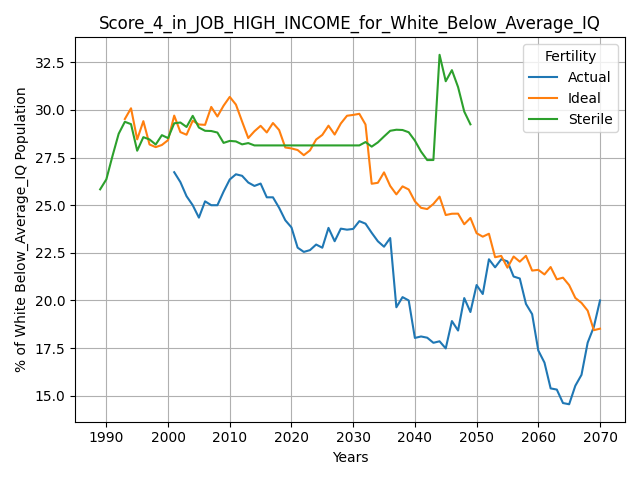 Score_4_in_JOB_HIGH_INCOME_for_White_Below_Average_IQ
Fertility
Actual
Ideal
Sterile
% of White Below_Average_IQ Population
32.5
30.0
27.5
25.0
22.5
20.0
17.5
15.0
1990 2000 2010 2020 2030 2040 2050 2060 2070
Years